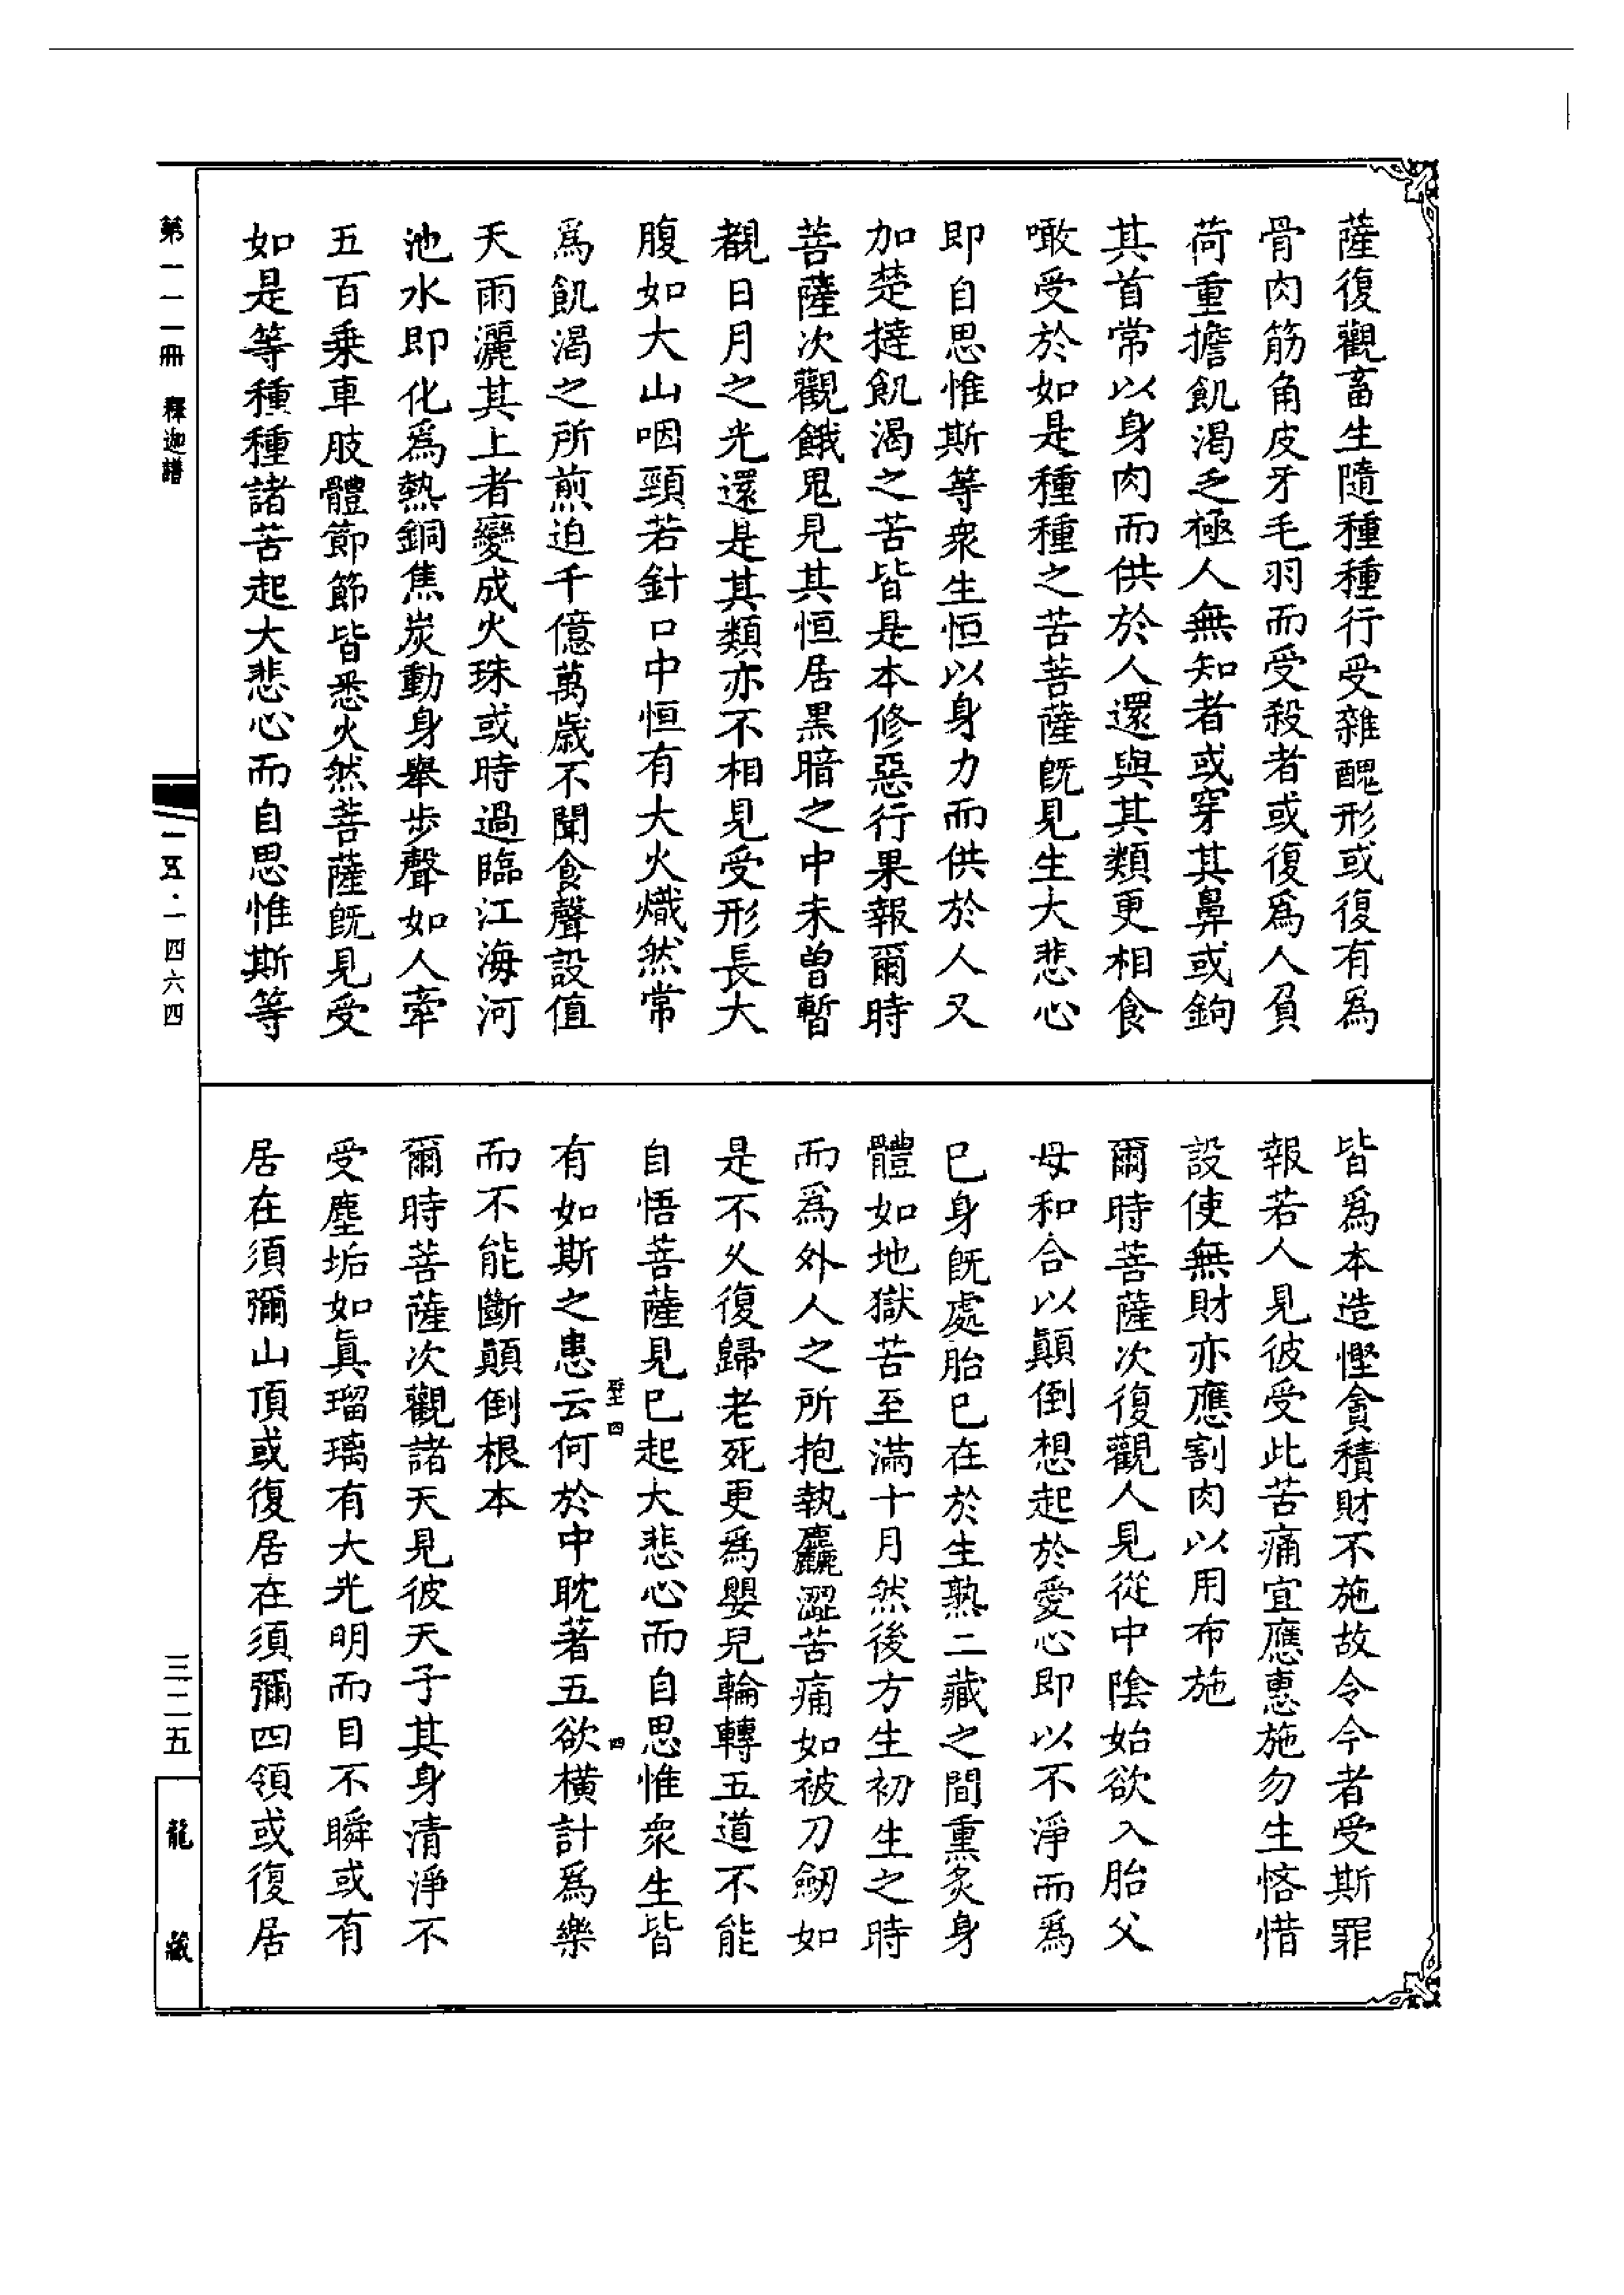 薩復觀畜生隨種種行受雜醜形或復有爲
骨肉筋角皮牙毛羽而受殺者或復爲人負
荷重擔飢渴乏極人無知者或穿其鼻或鉤
其首常以身肉而供於人還與其類更相食
噉受於如是種種之苦菩薩旣見生大悲心
即自思惟斯等衆生恒以身力而供於人又
加楚撻飢渴之苦皆是本修惡行果報爾時
菩薩次觀餓鬼見其恒居黑暗之中未曾暫
覩日月之光還是其類亦不相見受形長大
腹如大山咽頸若針口中恒有大火熾然常
爲飢渴之所煎迫千億萬歲不聞食聲設值
天雨灑其上者變成火珠或時過臨江海河
池水即化爲熱銅焦炭動身舉步聲如人牽
五百乘車肢體節節皆悉火然菩薩旣見受
如是等種種諸苦起大悲心而自思惟斯等
皆爲本造慳貪積財不施故令今者受斯罪
報若人見彼受此苦痛宜應惠施勿生悋惜
設使無財亦應割肉以用布施
爾時菩薩次復觀人見從中陰始欲入胎父
母和合以顛倒想起於愛心即以不淨而爲
已身旣處胎已在於生熟二藏之間熏炙身
體如地獄苦至滿十月然後方生初生之時
而爲外人之所抱執麤澀苦痛如被刀劒如
是不久復歸老死更爲嬰兒輪轉五道不能
自悟菩薩見已起大悲心而自思惟衆生皆
壁四 四
有如斯之患云何於中耽著五欲橫計爲樂
而不能斷顛倒根本
爾時菩薩次觀諸天見彼天子其身清淨不
受塵垢如真瑠璃有大光明而目不瞬或有
居在須彌山頂或復居在須彌四領或復居
第一一一冊 釋迦譜
一五·一四六四
三二五
龍藏